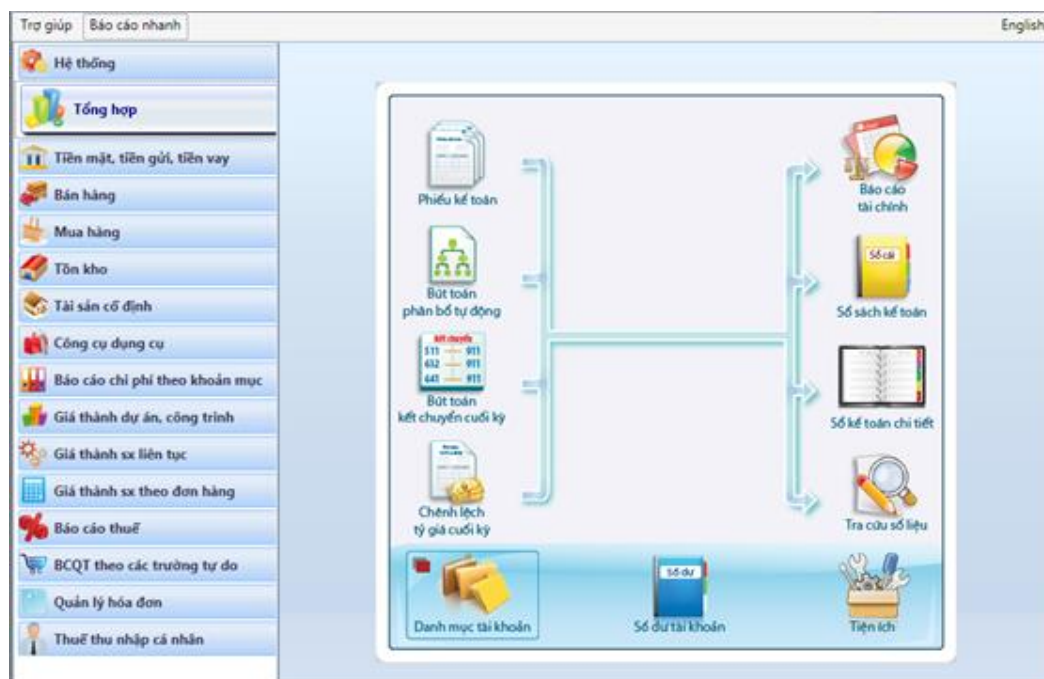 Trợ giúp Báo cáo nhanh English
Hệ thống
Tổng hợp
Tiền mặt, tiền gửi, tiền vay
Bán hàng
Mua hàng
Tồn kho
Tài sản cố định
Công cụ dụng cụ
Báo cáo chi phí theo khoản mục
Giá thành dự án, công trình
Giá thành sx liên tục
Giá thành sx theo đơn hàng
Báo cáo thuế
BCQT theo các trường tự do
Quản lý hóa đơn
Thuế thu nhập cá nhân
Phiếu kế toán
Bút toán
phân bổ tự động
kết chuyển
511 911
632 911
641 911
Bút toán
kết chuyển cuối kỳ
Chênh lệch
tỷ giá cuối kỳ
Báo cáo
tài chính
Sổ cái
Sổ sách kế toán
Sổ kế toán chi tiết
Tra cứu số liệu
Danh mục tài khoản
Số dư
Số dư tài khoản
Tiện ích